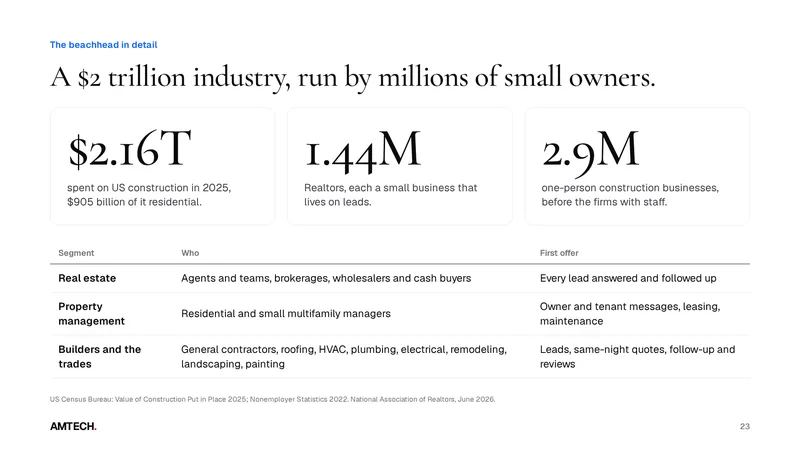 The beachhead in detail
A $2 trillion industry, run by millions of small owners.
$2.16T
spent on US construction in 2025,
$905 billion of it residential.
1.44M
Realtors, each a small business that
lives on leads.
2.9M
one-person construction businesses,
before the firms with staff.
Segment Who First offer
Real estate Agents and teams, brokerages, wholesalers and cash buyers Every lead answered and followed up
Property
management
Residential and small multifamily managers
Owner and tenant messages, leasing,
maintenance
Builders and the
trades
General contractors, roofing, HVAC, plumbing, electrical, remodeling,
landscaping, painting
Leads, same-night quotes, follow-up and
reviews
US Census Bureau: Value of Construction Put in Place 2025; Nonemployer Statistics 2022. National Association of Realtors, June 2026.
AMTECH. 23